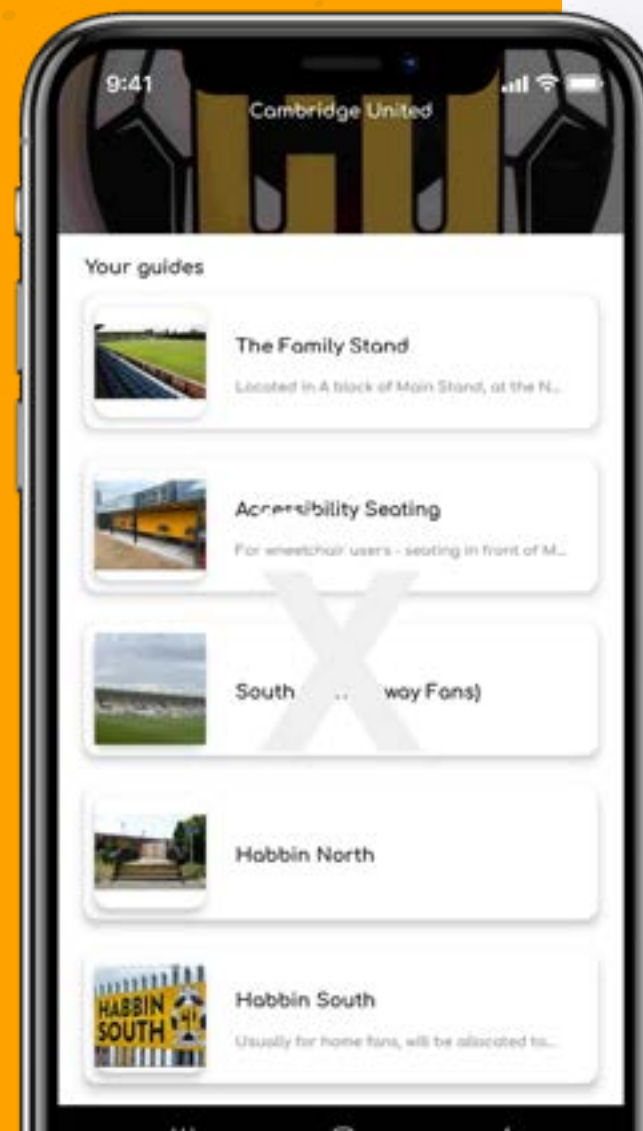 9:41
Cambridge United
Your guides
The Family Stand
Located in A block of Main Stand, at the N...
Accessibility Seating
For wheelchair users - seating in front of M...
X
South way Fans)
Habbin North
HABBIN
SOUTH
Habbin South
Usually for home fans, will be allocated to...